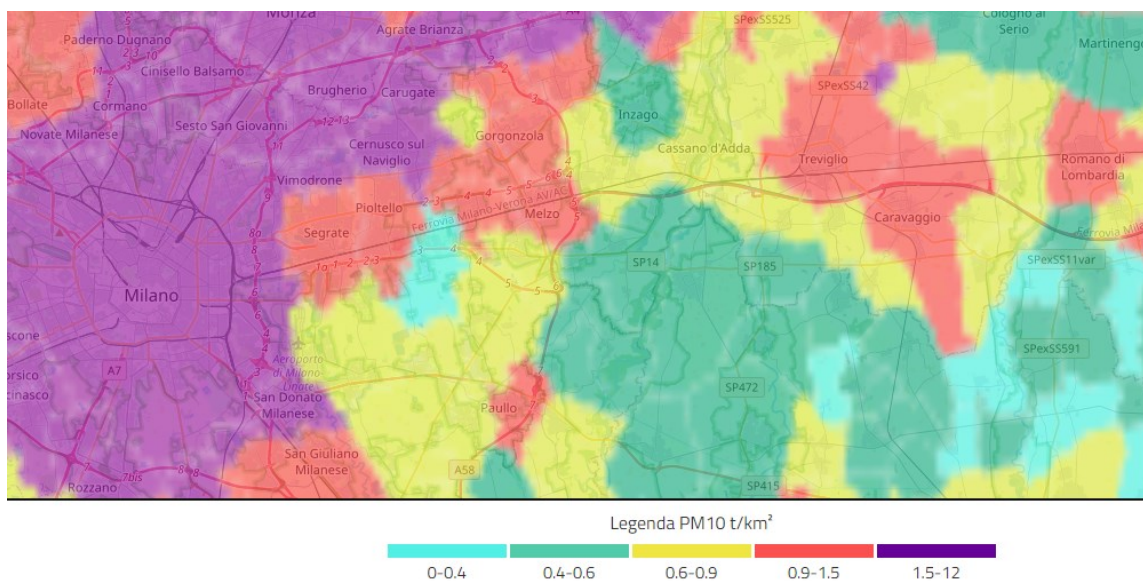 Monza
A4
SPexSS525
Cologno al
Serio
Paderno Dugnano
Agrate Brianza
Martinengo
Cinisello Balsamo
SPexSS42
Bollate
Cormano
Brugherio
Carugate
Inzago
Novate Milanese
Sesto San Giovanni
Gorgonzola
Cernusco sul
Naviglio
Cassano d'Adda
Treviglio
Romano di
Lombardia
Vimodrone
Pioltello
Ferrovia Milano-Verona AV/AC
Melzo
Caravaggio
Segrate
Ferrovia Mila
SP14
SP185
SPexSS11var
Milano
SPexSS591
Aeroporto
di Milano-
Linate
A7
SP472
San Donato
Milanese
Paullo
San Giuliano
Milanese
A58
Rozzano
SP415
Legenda PM10 t/km²
0-0.4 0.4-0.6 0.6-0.9 0.9-1.5 1.5-12